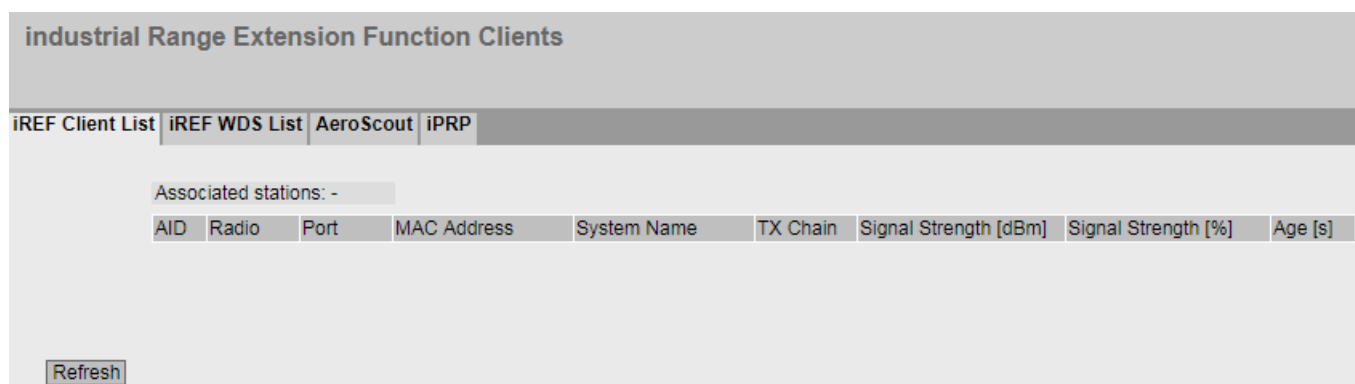 industrial Range Extension Function Clients
iREF Client List iREF WDS List AeroScout iPRP
Associated stations: -
AID Radio Port MAC Address System Name TX Chain Signal Strength [dBm] Signal Strength [%] Age [s]
Refresh